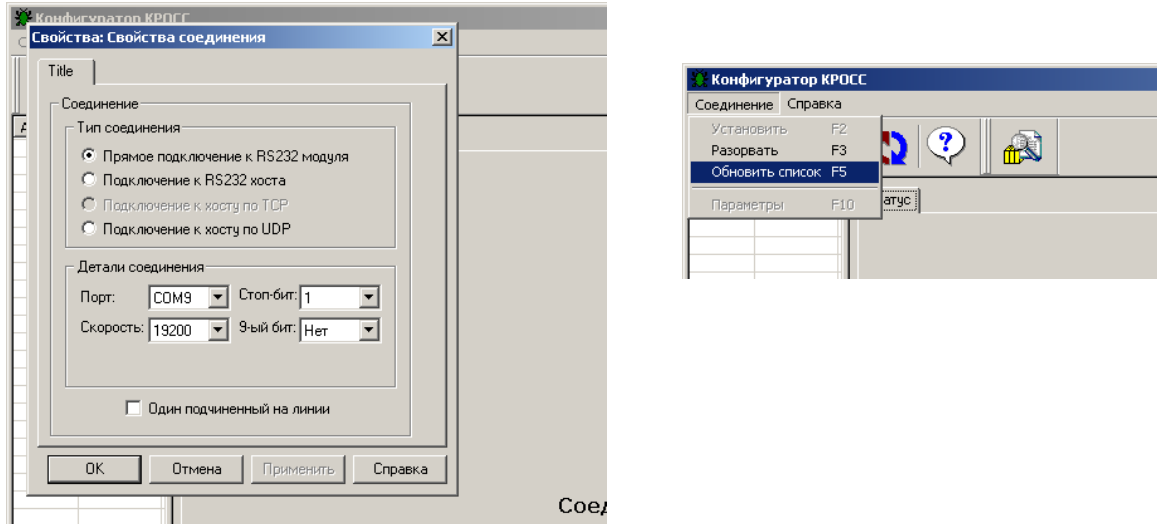 Конфигуратор КРОСС
Свойства: Свойства соединения
Title
Соединение
Тип соединения
Прямое подключение к RS232 модуля
Подключение к RS232 хоста
Подключение к хосту по TCP
Подключение к хосту по UDP
Детали соединения
Порт: COM9 Стоп-бит: 1
Скорость: 19200 9-ый бит: Нет
Один подчиненный на линии
OK Отмена Применить Справка
Соед
Конфигуратор КРОСС
Соединение Справка
Установить F2
Разорвать F3
Обновить список F5
Параметры F10
атус